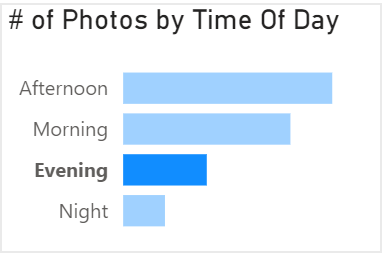 # of Photos by Time Of Day
Afternoon
Morning
Evening
Night